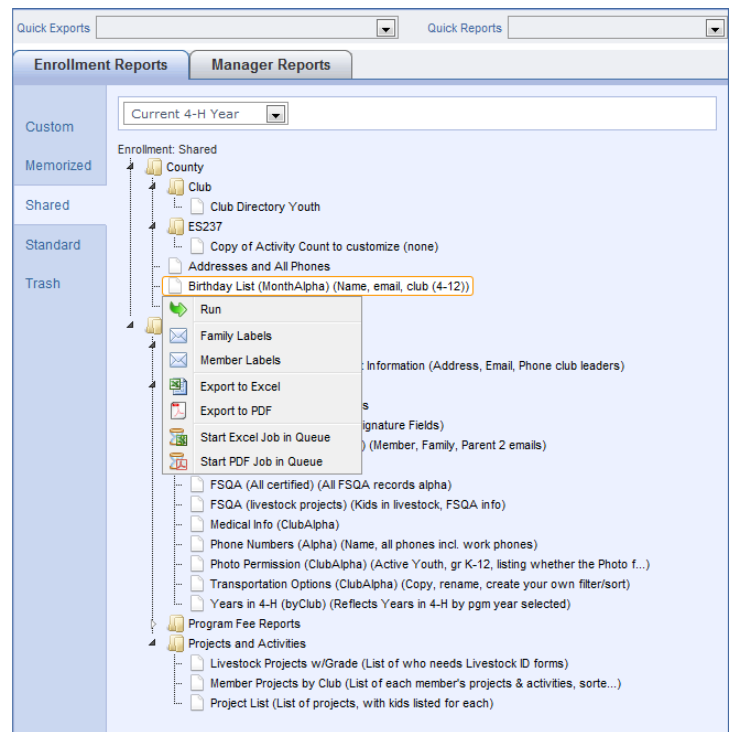 Quick Exports
Quick Reports
Enrollment Reports
Manager Reports
Custom
Memorized
Shared
Standard
Trash
Current 4-H Year
Enrollment: Shared
County
Club
Club Directory Youth
ES237
Copy of Activity Count to customize (none)
Addresses and All Phones
Birthday List (MonthAlpha) (Name, email, club (4-12))
Run
Family Labels
Member Labels
Export to Excel
Export to PDF
Start Excel Job in Queue
Start PDF Job in Queue
: Information (Address, Email, Phone club leaders)
s
ignature Fields)
) (Member, Family, Parent 2 emails)
FSQA (All certified) (All FSQA records alpha)
FSQA (livestock projects) (Kids in livestock, FSQA info)
Medical Info (ClubAlpha)
Phone Numbers (Alpha) (Name, all phones incl. work phones)
Photo Permission (ClubAlpha) (Active Youth, gr K-12, listing whether the Photo f...)
Transportation Options (ClubAlpha) (Copy, rename, create your own filter/sort)
Years in 4-H (byClub) (Reflects Years in 4-H by pgm year selected)
Program Fee Reports
Projects and Activities
Livestock Projects w/Grade (List of who needs Livestock ID forms)
Member Projects by Club (List of each member's projects & activities, sorte...)
Project List (List of projects, with kids listed for each)